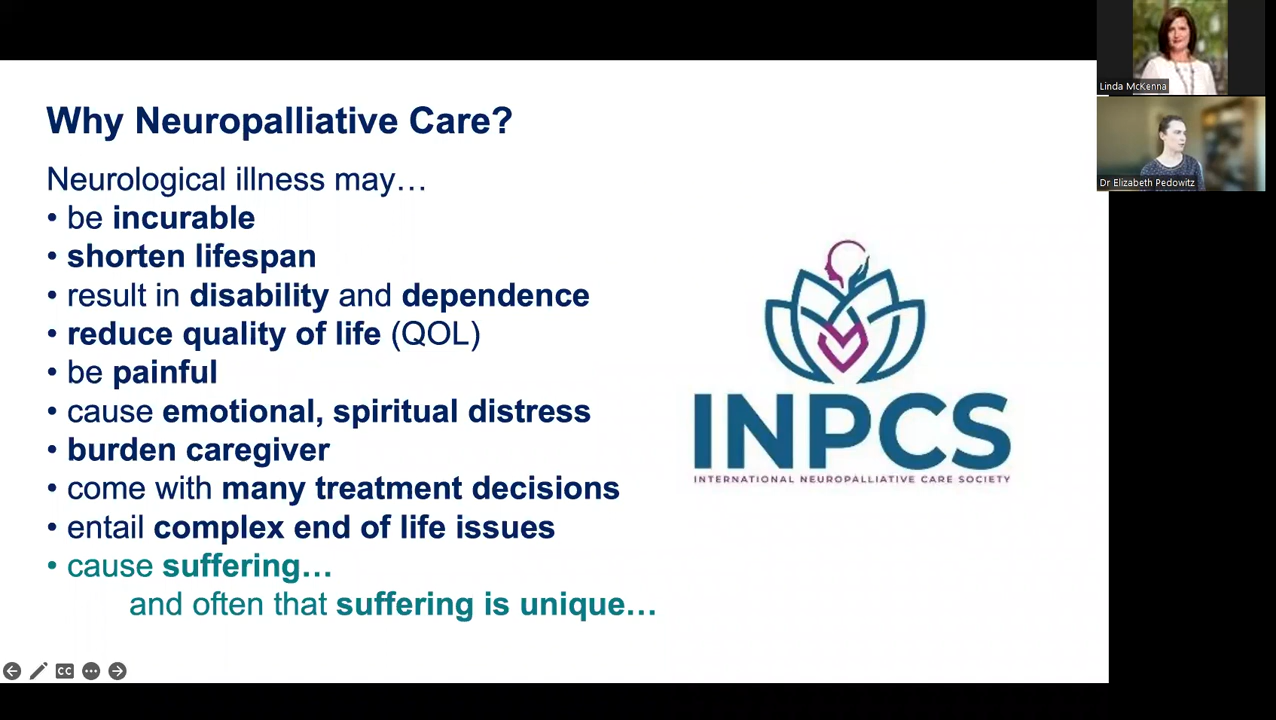 Why Neuropalliative Care?
Neurological illness may…
• be incurable
• shorten lifespan
• result in disability and dependence
• reduce quality of life (QOL)
• be painful
• cause emotional, spiritual distress
• burden caregiver
• come with many treatment decisions
• entail complex end of life issues
• cause suffering…
and often that suffering is unique…
INPCS
INTERNATIONAL NEUROPALLIATIVE CARE SOCIETY
Linda McKenna
Dr Elizabeth Pedowitz
CC